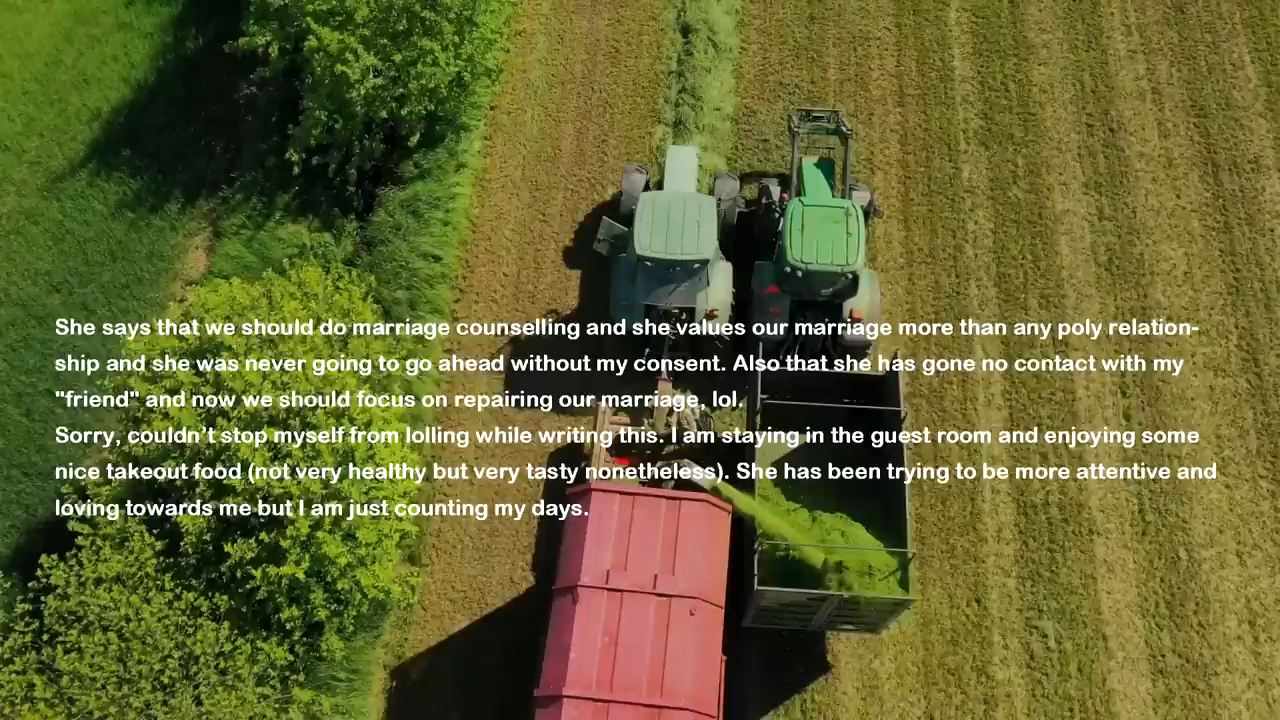 She says that we should do marriage counselling and she values our marriage more than any poly relation-
ship and she was never going to go ahead without my consent. Also that she has gone no contact with my
"friend" and now we should focus on repairing our marriage, lol.
Sorry, couldn't stop myself from lolling while writing this. I am staying in the guest room and enjoying some
nice takeout food (not very healthy but very tasty nonetheless). She has been trying to be more attentive and
loving towards me but I am just counting my days.